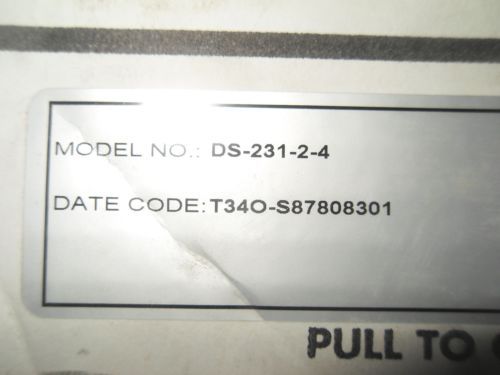 MODEL NO.: DS-231-2-4
DATE CODE: T34O-S87808301
PULL TO